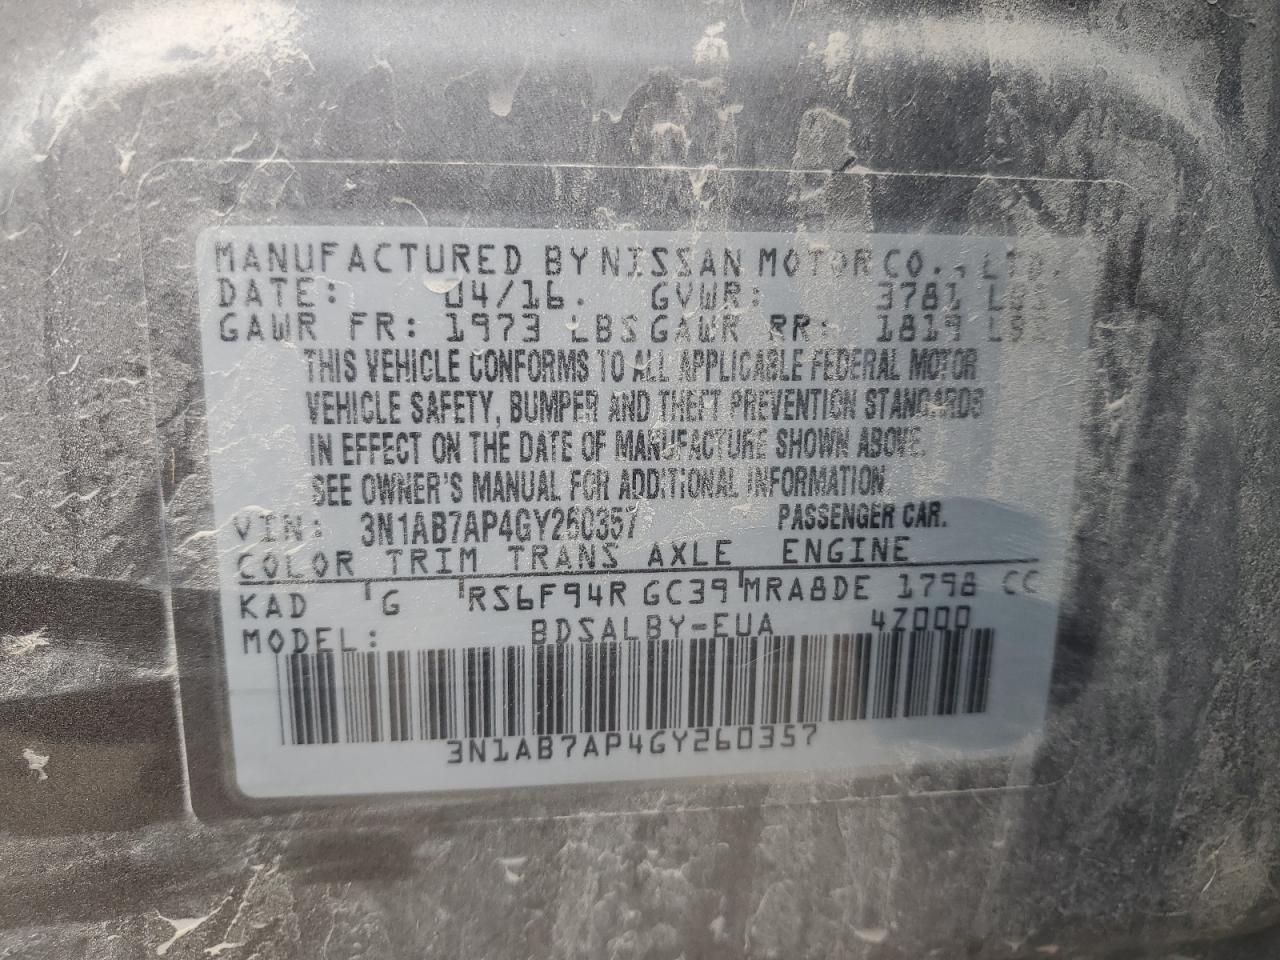 MANUFACTURED BY NISSAN MOTOR CO., LTD.
DATE: 04/16. GVWR: 3781 LBS
GAWR FR: 1973 LBS GAWR RR: 1819 LBS
THIS VEHICLE CONFORMS TO ALL APPLICABLE FEDERAL MOTOR
VEHICLE SAFETY, BUMPER AND THEFT PREVENTION STANDARDS
IN EFFECT ON THE DATE OF MANUFACTURE SHOWN ABOVE.
SEE OWNER'S MANUAL FOR ADDITIONAL INFORMATION.
VIN: 3N1AB7AP4GY260357 PASSENGER CAR.
COLOR TRIM TRANS AXLE ENGINE
KAD G RS6F94R GC39 MRA8DE 1798 CC
MODEL: BDSALBY-EUA 4Z000
3N1AB7AP4GY260357